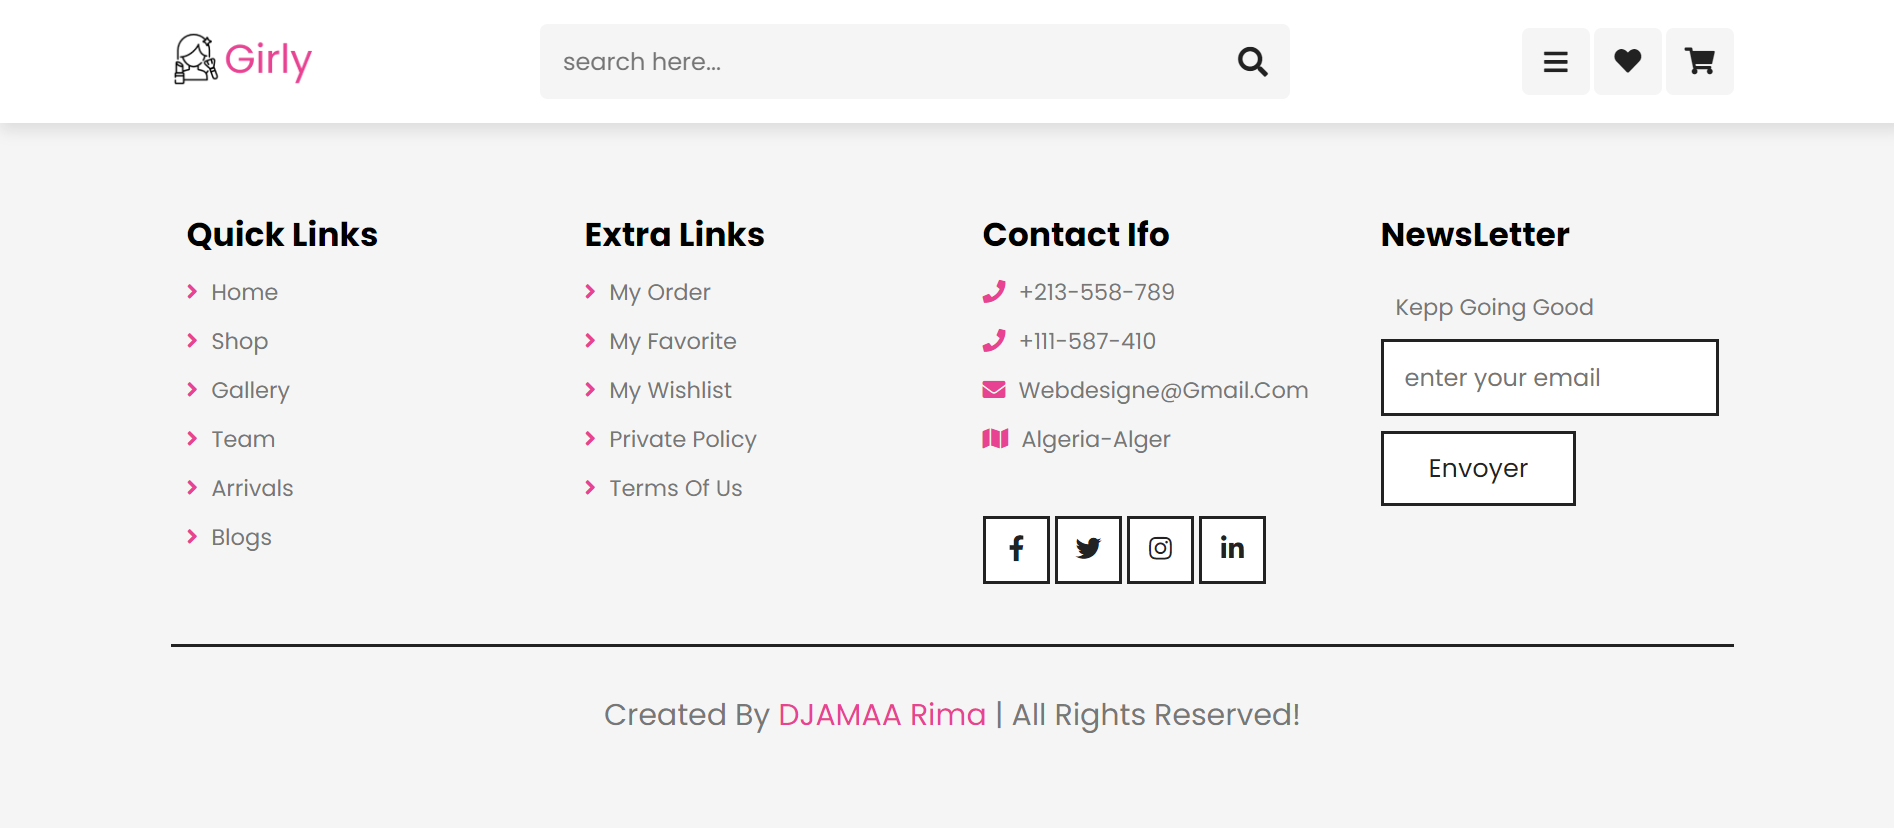 Girly
search here...
Quick Links
Home
Shop
Gallery
Team
Arrivals
Blogs
Extra Links
My Order
My Favorite
My Wishlist
Private Policy
Terms Of Us
Contact Ifo
+213-558-789
+111-587-410
Webdesigne@Gmail.Com
Algeria-Alger
NewsLetter
Kepp Going Good
enter your email
Envoyer
Created By DJAMAA Rima | All Rights Reserved!